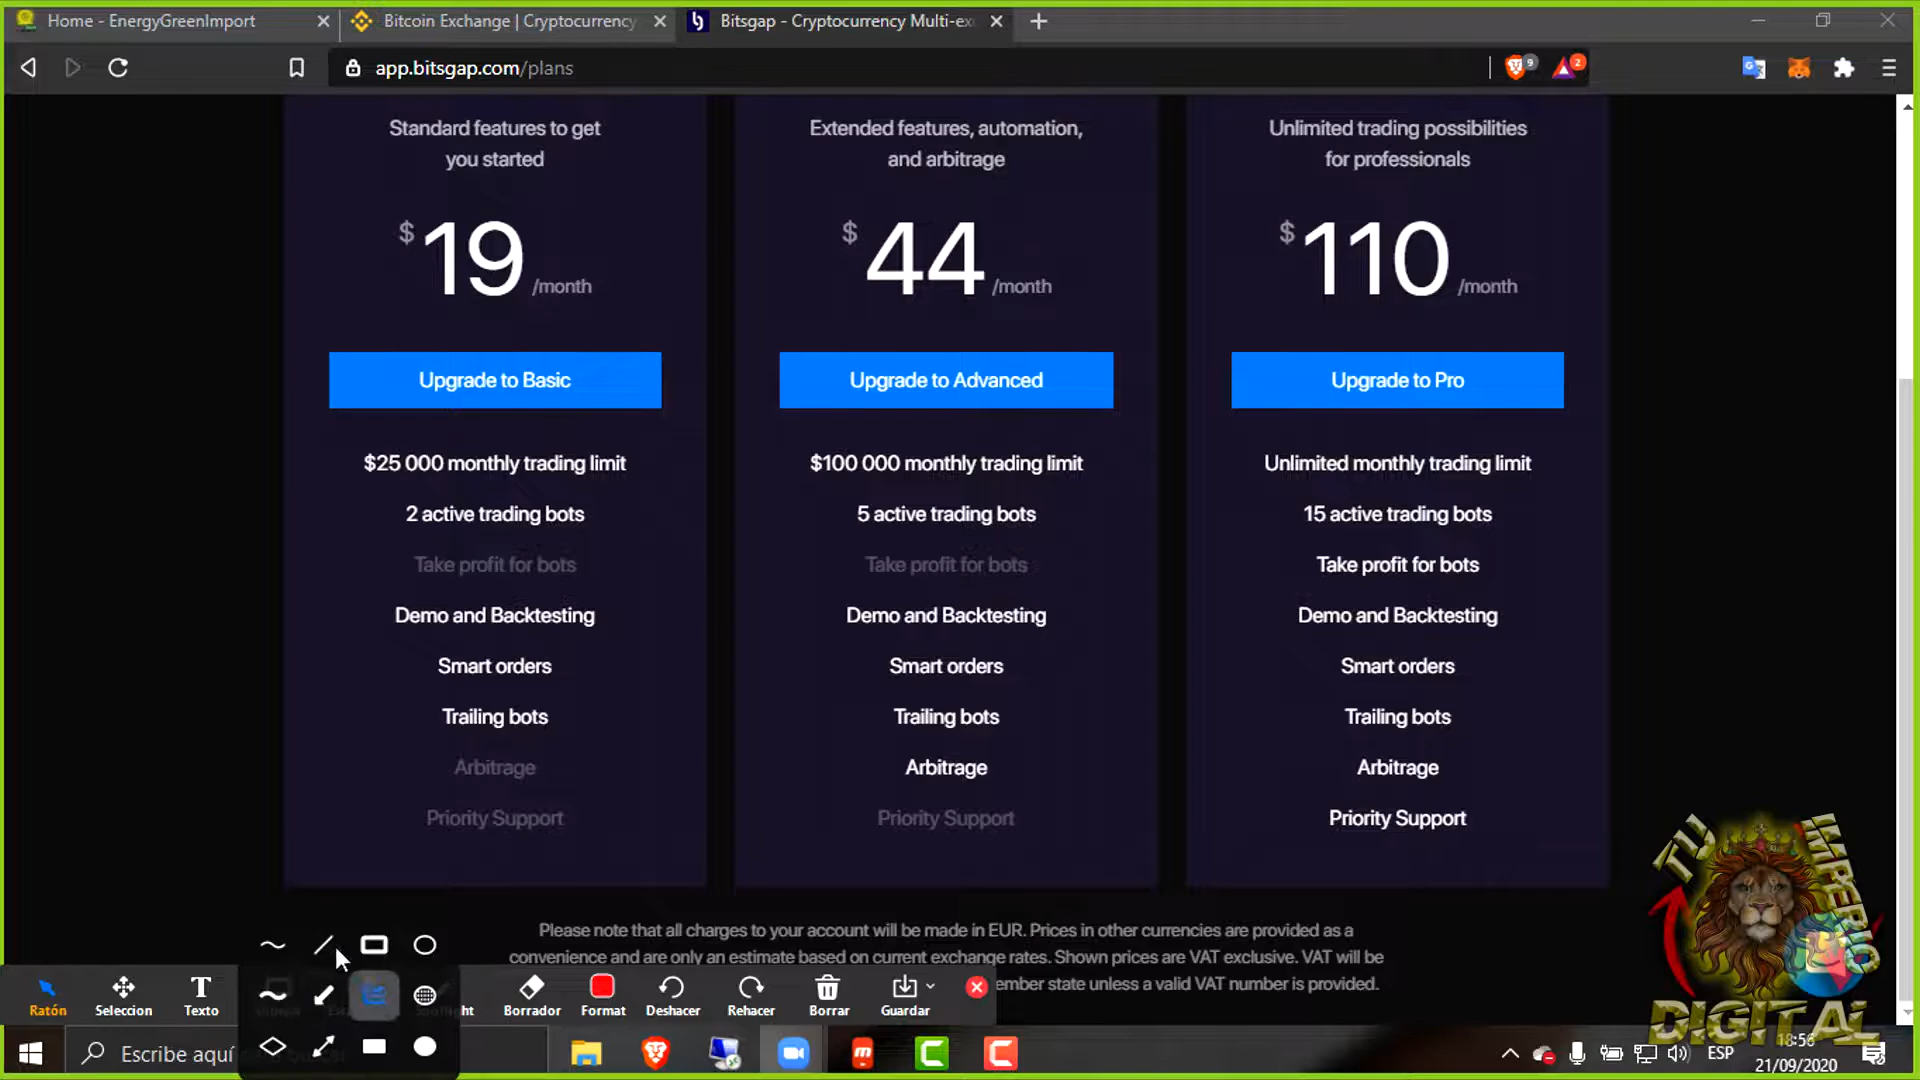 Home - EnergyGreenImport
Bitcoin Exchange | Cryptocurrency
Bitsgap - Cryptocurrency Multi-ex
app.bitsgap.com/plans
9
2
Standard features to get
you started
$ 19 /month
Upgrade to Basic
$25 000 monthly trading limit
2 active trading bots
Take profit for bots
Demo and Backtesting
Smart orders
Trailing bots
Arbitrage
Priority Support
Extended features, automation,
and arbitrage
$ 44 /month
Upgrade to Advanced
$100 000 monthly trading limit
5 active trading bots
Take profit for bots
Demo and Backtesting
Smart orders
Trailing bots
Arbitrage
Priority Support
Unlimited trading possibilities
for professionals
$ 110 /month
Upgrade to Pro
Unlimited monthly trading limit
15 active trading bots
Take profit for bots
Demo and Backtesting
Smart orders
Trailing bots
Arbitrage
Priority Support
Please note that all charges to your account will be made in EUR. Prices in other currencies are provided as a
convenience and are only an estimate based on current exchange rates. Shown prices are VAT exclusive. VAT will be
ember state unless a valid VAT number is provided.
Ratón
Seleccion
Texto
Borrador
Format
Deshacer
Rehacer
Borrar
Guardar
TU IMPERIO
DIGITAL
Escribe aquí
ESP
18:56
21/09/2020